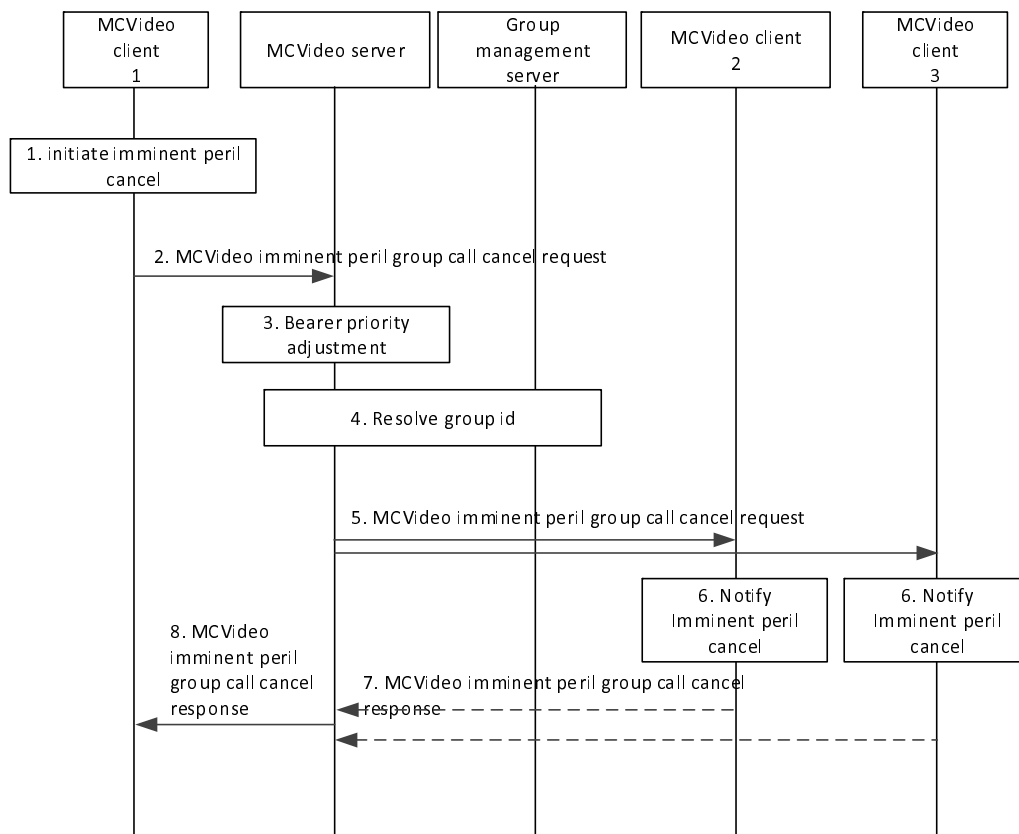 MCVideo
client
1
MCVideo server
Group
management
server
MCVideo client
2
MCVideo
client
3
1. initiate imminent peril
cancel
2. MCVideo imminent peril group call cancel request
3. Bearer priority
adjustment
4. Resolve group id
5. MCVideo imminent peril group call cancel request
6. Notify
Imminent peril
cancel
6. Notify
Imminent peril
cancel
8. MCVideo
imminent peril
group call cancel
response
7. MCVideo imminent peril group call cancel
response